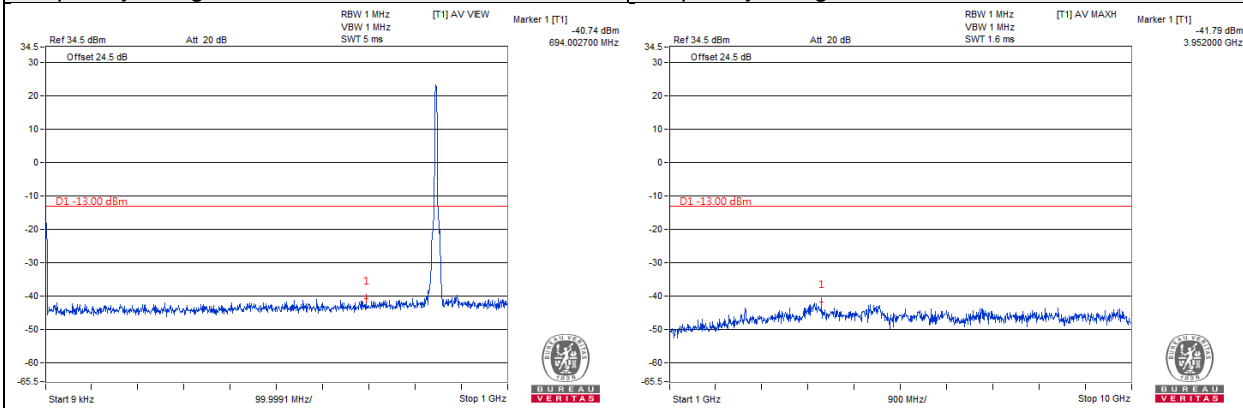 RBW 1 MHz
VBW 1 MHz
SWT 5 ms
[T1] AV VIEW
Marker 1 [T1]
-40.74 dBm
694.002700 MHz
Ref 34.5 dBm
Att 20 dB
Offset 24.5 dB
34.5
30
20
10
0
-10
D1 -13.00 dBm
-20
-30
1
-40
-50
-60
-65.5
Start 9 kHz
99.9991 MHz/
Stop 1 GHz
BUREAU VERITAS
1828
BUREAU
VERITAS
RBW 1 MHz
VBW 1 MHz
SWT 1.6 ms
[T1] AV MAXH
Marker 1 [T1]
-41.79 dBm
3.952000 GHz
Ref 34.5 dBm
Att 20 dB
Offset 24.5 dB
34.5
30
20
10
0
-10
D1 -13.00 dBm
-20
-30
1
-40
-50
-60
-65.5
Start 1 GHz
900 MHz/
Stop 10 GHz
BUREAU VERITAS
1828
BUREAU
VERITAS